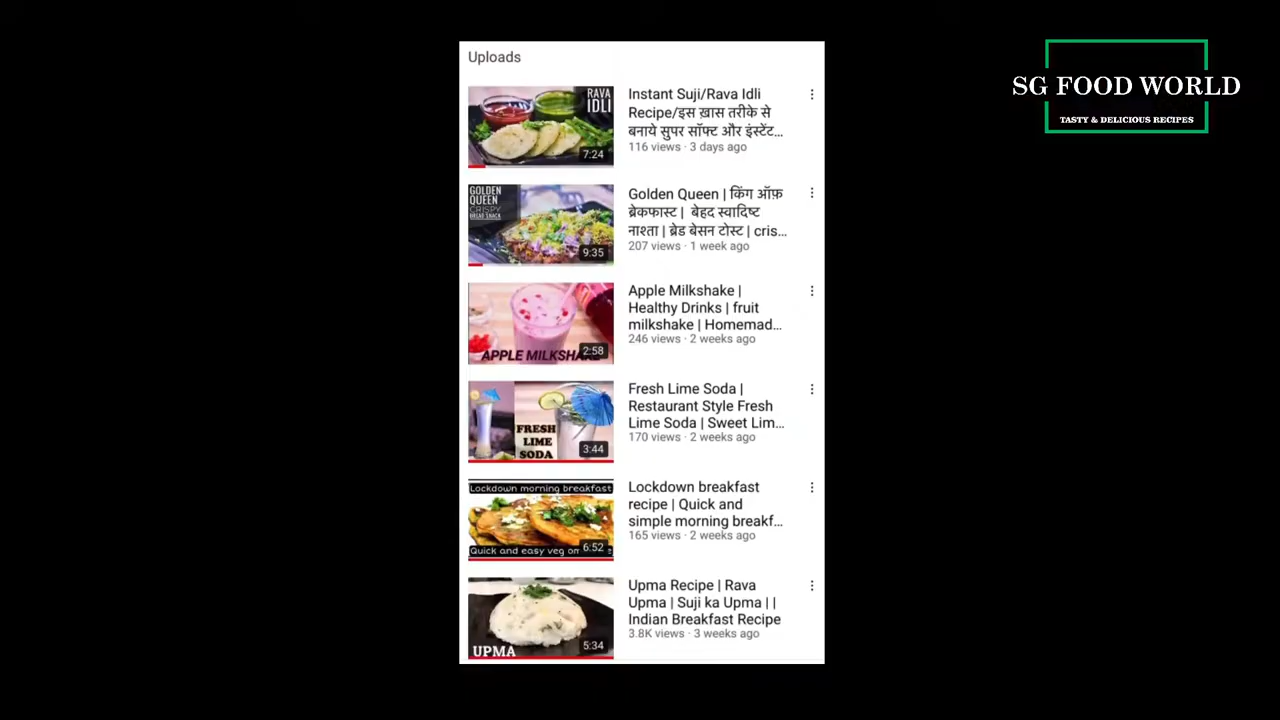 Uploads
SG FOOD WORLD
TASTY & DELICIOUS RECIPES
RAVA
IDLI
7:24
Instant Suji/Rava Idli
Recipe/इस ख़ास तरीके से
बनाये सुपर सॉफ्ट और इंस्टेंट...
116 views · 3 days ago
GOLDEN
QUEEN
CRISPY
BREAD SNACK
9:35
Golden Queen | किंग ऑफ़
ब्रेकफास्ट | बेहद स्वादिष्ट
नाश्ता | ब्रेड बेसन टोस्ट | cris...
207 views · 1 week ago
APPLE MILKSHAKE
2:58
Apple Milkshake |
Healthy Drinks | fruit
milkshake | Homemad...
246 views · 2 weeks ago
FRESH
LIME
SODA
3:44
Fresh Lime Soda |
Restaurant Style Fresh
Lime Soda | Sweet Lim...
170 views · 2 weeks ago
Lockdown morning breakfast
Quick and easy veg om e
6:52
Lockdown breakfast
recipe | Quick and
simple morning breakf...
165 views · 2 weeks ago
UPMA
5:34
Upma Recipe | Rava
Upma | Suji ka Upma | |
Indian Breakfast Recipe
3.8K views · 3 weeks ago